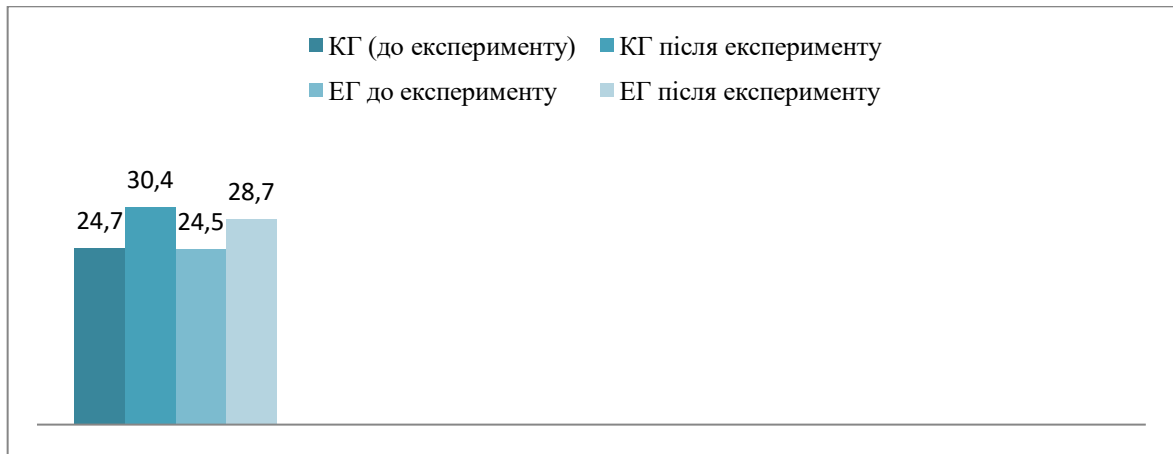 КГ (до експерименту) КГ після експерименту
ЕГ до експерименту ЕГ після експерименту
30,4
28,7
24,7 24,5